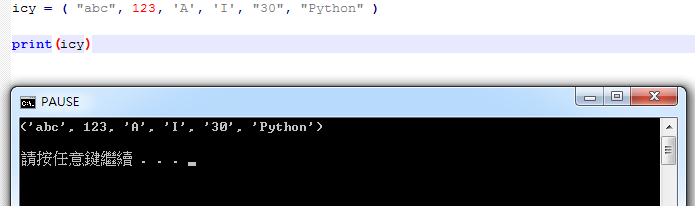 icy = ( "abc", 123, 'A', 'I', "30", "Python" )
print(icy)
PAUSE
('abc', 123, 'A', 'I', '30', 'Python')
請按任意鍵繼續 . . .